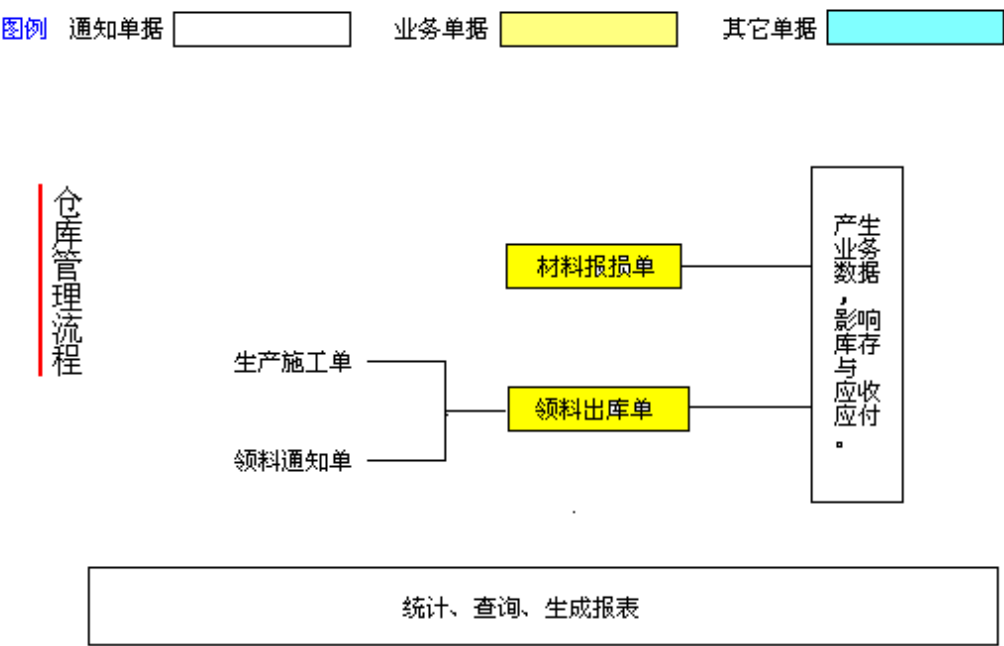 图例 通知单据 业务单据 其它单据
仓库管理流程
材料报损单
生产施工单
领料出库单
领料通知单
产生
业务
数据
，
影响
库存
与
应收
应付
。
统计、查询、生成报表